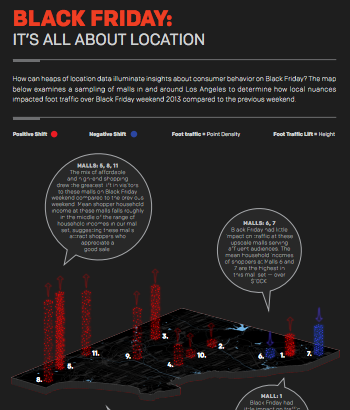 BLACK FRIDAY:
IT'S ALL ABOUT LOCATION
How can heaps of location data illuminate insights about consumer behavior on Black Friday? The map
below examines a sampling of malls in and around Los Angeles to determine how local nuances
impacted foot traffic over Black Friday weekend 2013 compared to the previous weekend.
Positive Shift
Negative Shift
Foot traffic = Point Density
Foot Traffic Lift = Height
MALLS: 5, 8, 11
The mix of affordable
and high-end shopping
drew the greatest lift in visitors
to these malls on Black Friday
weekend compared to the previous
weekend. Mean shopper household
income at these malls falls roughly
in the middle of the range of
household incomes in our mall
set, suggesting these malls
attract shoppers who
appreciate a
good sale
MALLS: 6, 7
Black Friday had little
impact on traffic at these
upscale malls serving
affluent audiences. The
mean household incomes
of shoppers at Malls 6 and
7 are the highest in
this mall set — over
3.
2.
11.
9.
10.
4.
6.
1.
7.
5.
8.
MALL: 1
Black Friday had